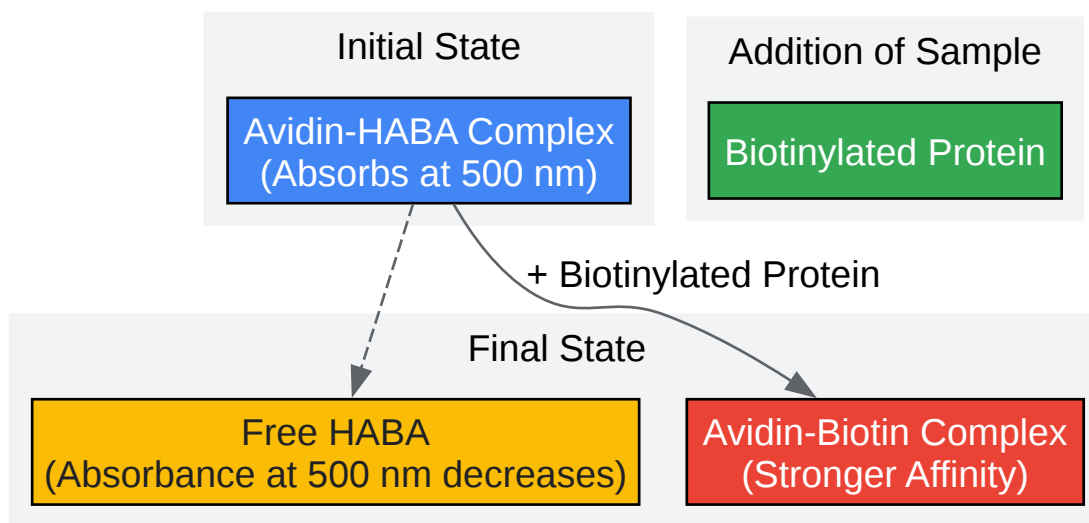 Initial State
Avidin-HABA Complex
(Absorbs at 500 nm)
Addition of Sample
Biotinylated Protein
+ Biotinylated Protein
Final State
Free HABA
(Absorbance at 500 nm decreases)
Avidin-Biotin Complex
(Stronger Affinity)